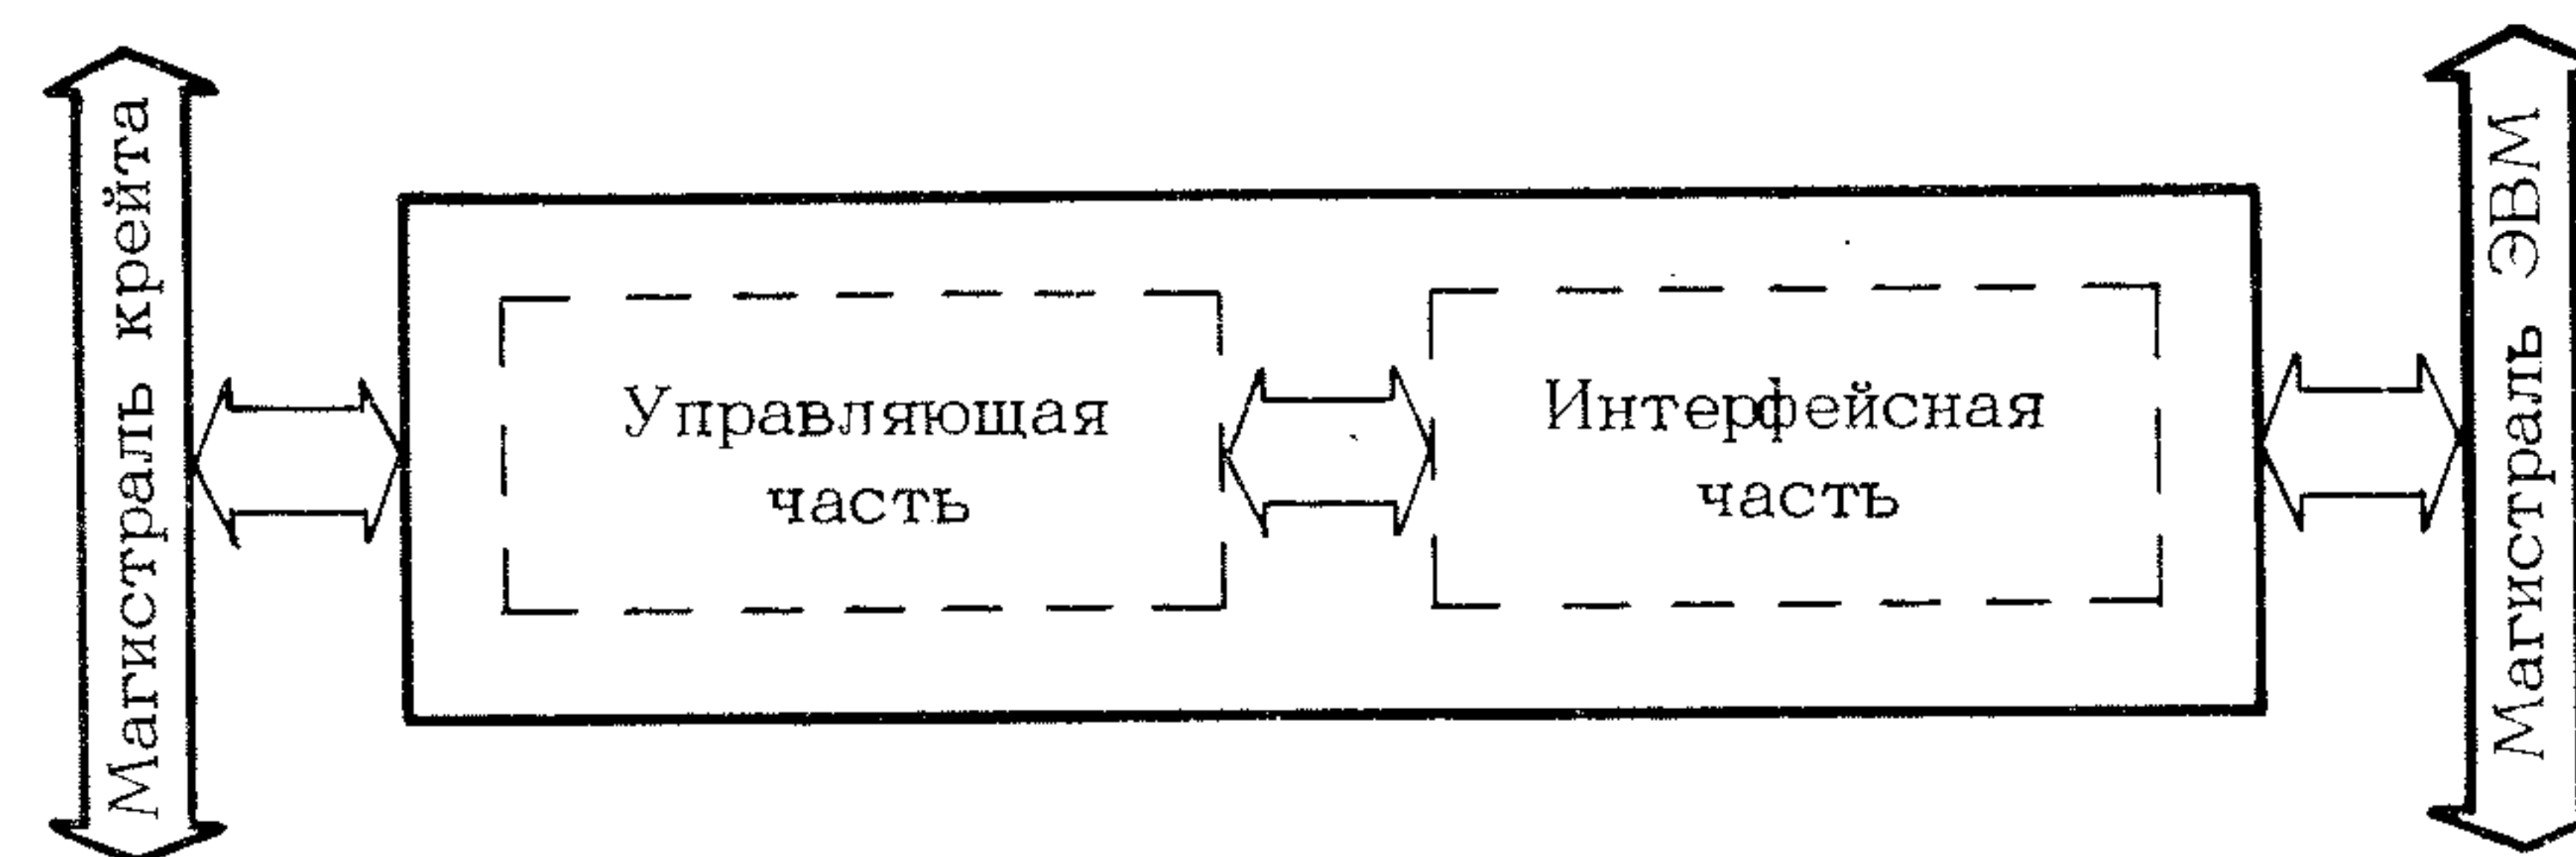 Магистраль крейта
Управляющая
часть
Интерфейсная
часть
Магистраль ЭВМ